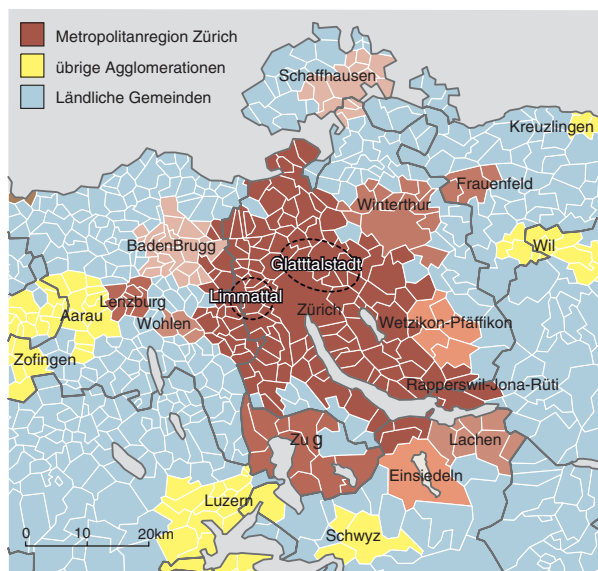 Metropolitanregion Zürich
übrige Agglomerationen
Ländliche Gemeinden
Schaffhausen
Kreuzlingen
Frauenfeld
Winterthur
BadenBrugg
Wil
Glatttalstadt
Limmattal
Lenzburg
Zürich
Aarau
Wohlen
Wetzikon-Pfäffikon
Zofingen
Rapperswil-Jona-Rüti
Zug
Lachen
Einsiedeln
Luzern
Schwyz
0 10 20km